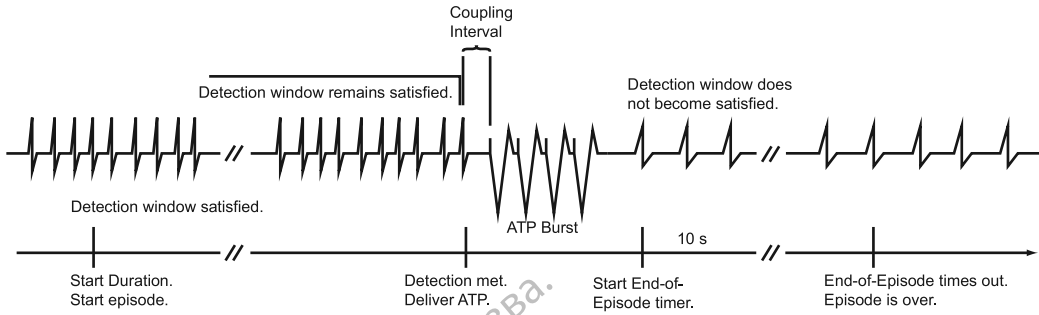 Coupling
Interval
Detection window remains satisfied.
Detection window does
not become satisfied.
Detection window satisfied.
ATP Burst
10 s
Start Duration.
Start episode.
Detection met.
Deliver ATP.
Start End-of-
Episode timer.
End-of-Episode times out.
Episode is over.